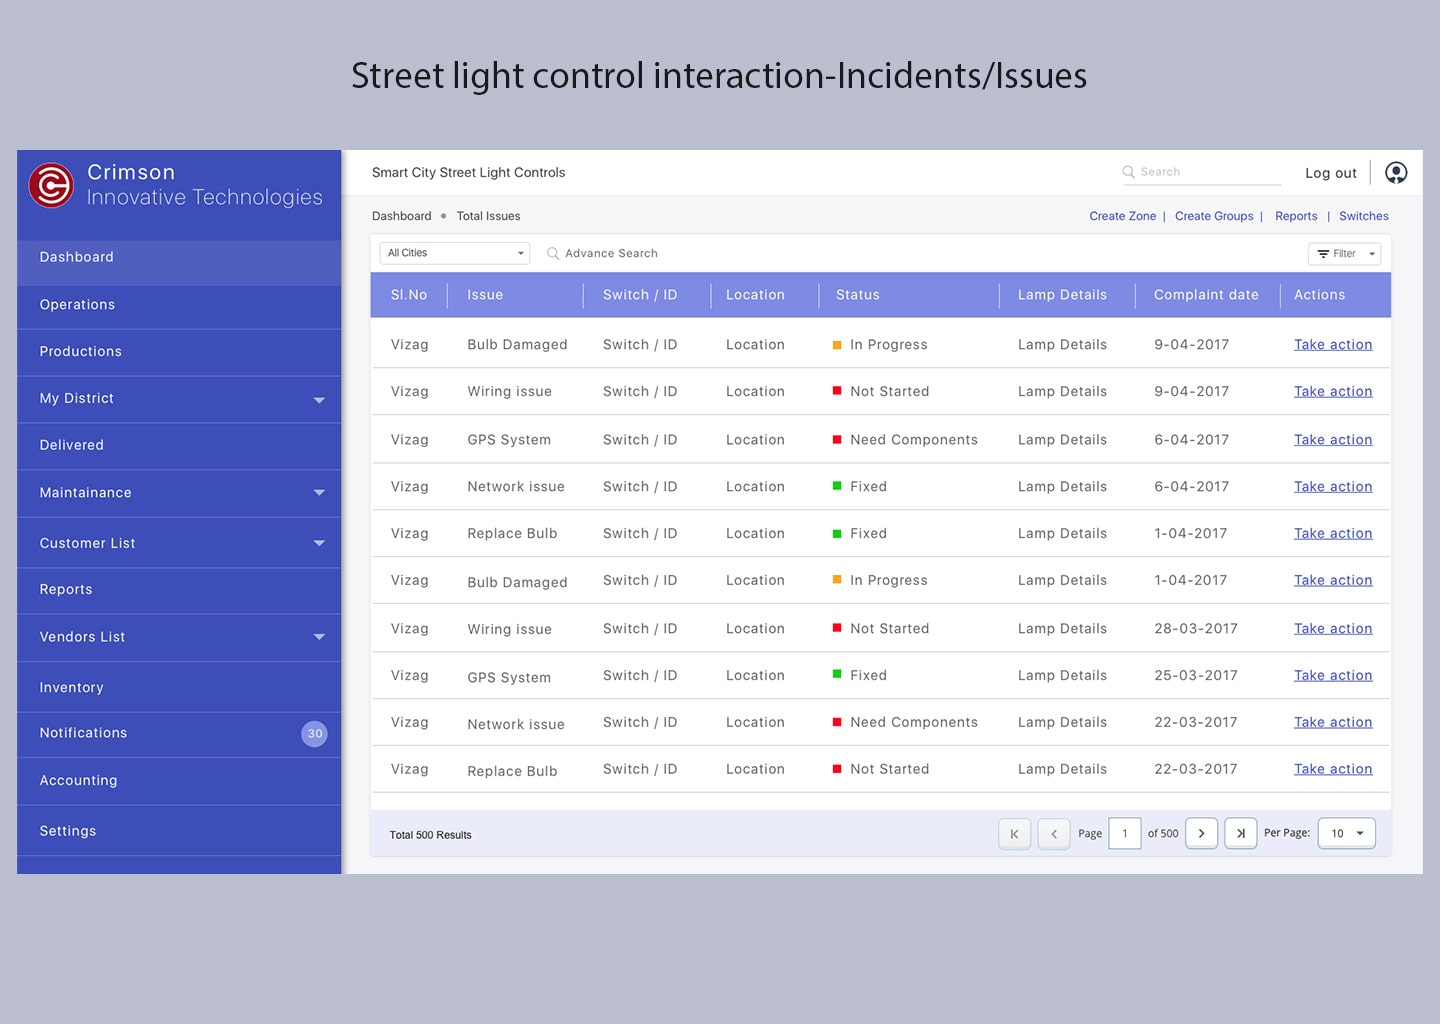 Street light control interaction-Incidents/Issues
Crimson
Innovative Technologies
Dashboard
Operations
Productions
My District
Delivered
Maintainance
Customer List
Reports
Vendors List
Inventory
Notifications 30
Accounting
Settings
Smart City Street Light Controls Search Log out
Dashboard • Total Issues Create Zone | Create Groups | Reports | Switches
All Cities Advance Search Filter
Sl.No Issue Switch / ID Location Status Lamp Details Complaint date Actions
Vizag Bulb Damaged Switch / ID Location In Progress Lamp Details 9-04-2017 Take action
Vizag Wiring issue Switch / ID Location Not Started Lamp Details 9-04-2017 Take action
Vizag GPS System Switch / ID Location Need Components Lamp Details 6-04-2017 Take action
Vizag Network issue Switch / ID Location Fixed Lamp Details 6-04-2017 Take action
Vizag Replace Bulb Switch / ID Location Fixed Lamp Details 1-04-2017 Take action
Vizag Bulb Damaged Switch / ID Location In Progress Lamp Details 1-04-2017 Take action
Vizag Wiring issue Switch / ID Location Not Started Lamp Details 28-03-2017 Take action
Vizag GPS System Switch / ID Location Fixed Lamp Details 25-03-2017 Take action
Vizag Network issue Switch / ID Location Need Components Lamp Details 22-03-2017 Take action
Vizag Replace Bulb Switch / ID Location Not Started Lamp Details 22-03-2017 Take action
Total 500 Results Page 1 of 500 Per Page: 10